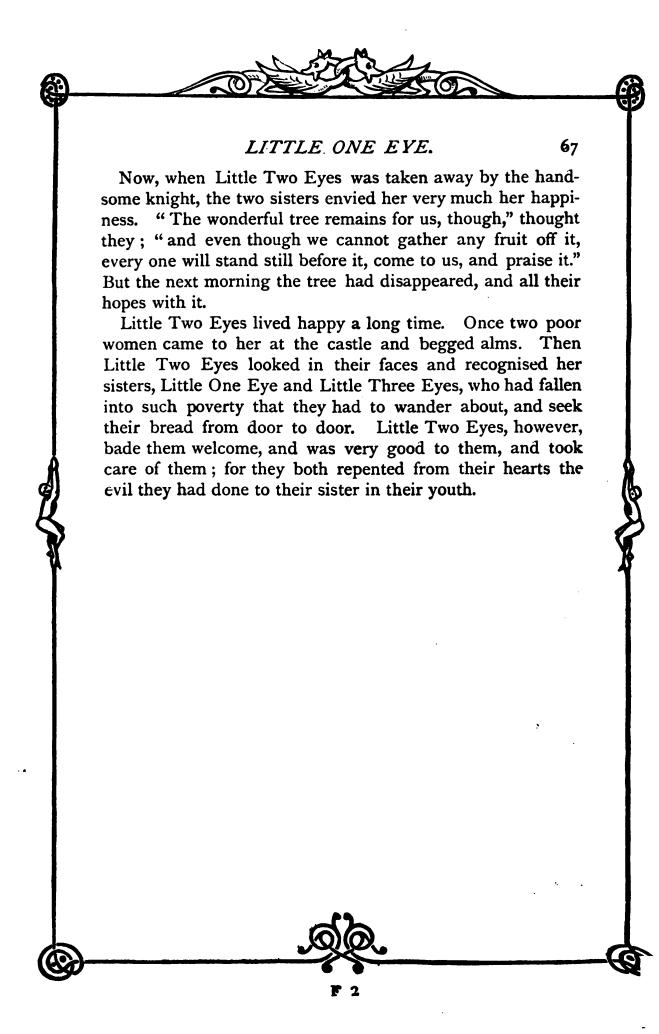 LITTLE ONE EYE. 67
Now, when Little Two Eyes was taken away by the hand-
some knight, the two sisters envied her very much her happi-
ness. “ The wonderful tree remains for us, though,” thought
they ; “ and even though we cannot gather any fruit off it,
every one will stand still before it, come to us, and praise it.”
But the next morning the tree had disappeared, and all their
hopes with it.
Little Two Eyes lived happy a long time. Once two poor
women came to her at the castle and begged alms. Then
Little Two Eyes looked in their faces and recognised her
sisters, Little One Eye and Little Three Eyes, who had fallen
into such poverty that they had to wander about, and seek
their bread from door to door. Little Two Eyes, however,
bade them welcome, and was very good to them, and took
care of them ; for they both repented from their hearts the
evil they had done to their sister in their youth.
F 2